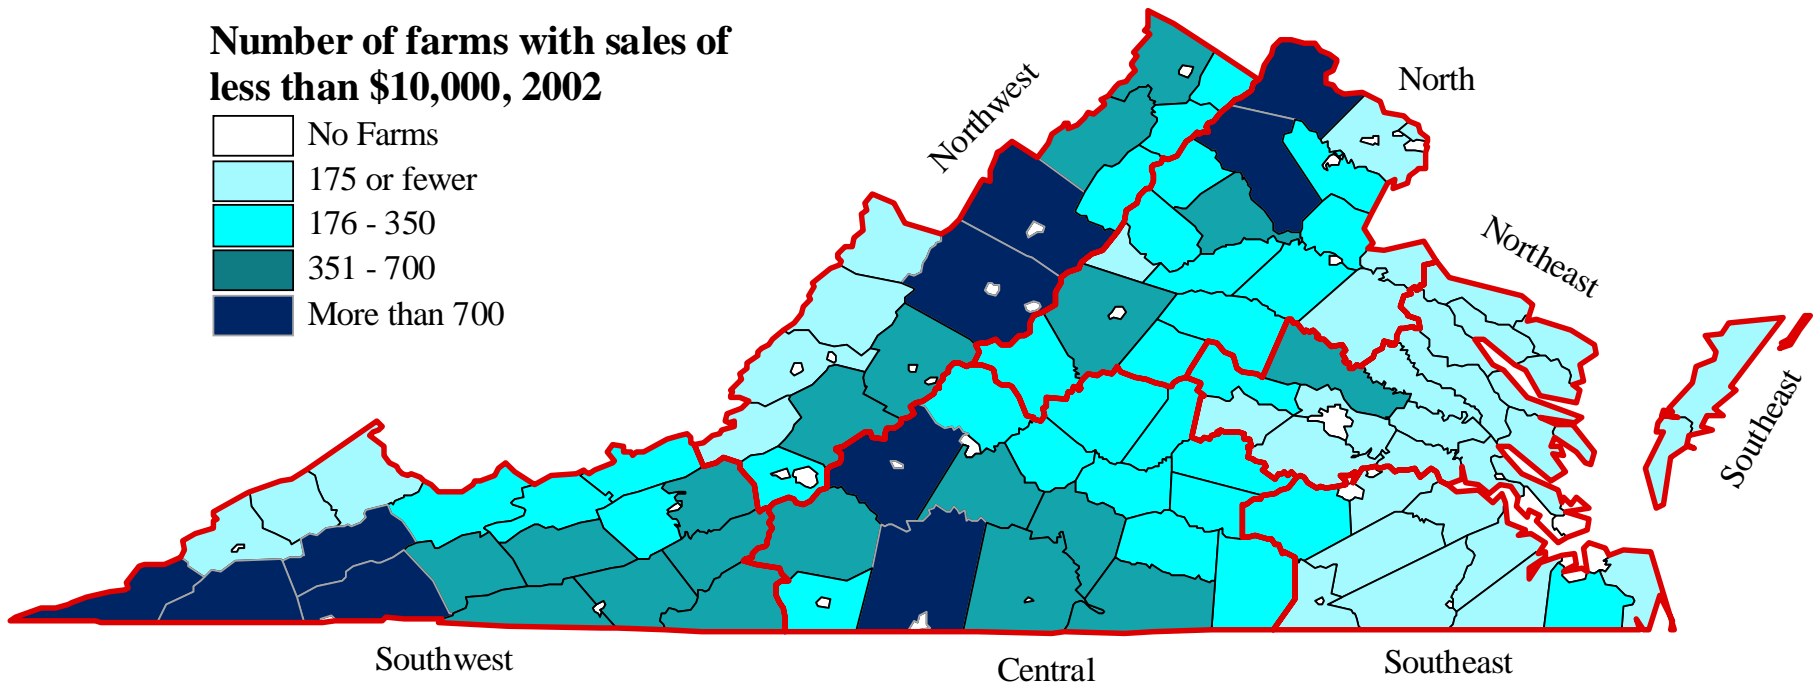 Number of farms with sales of
less than $10,000, 2002
No Farms
175 or fewer
176 - 350
351 - 700
More than 700
Northwest
North
Northeast
Southeast
Southwest
Central
Southeast